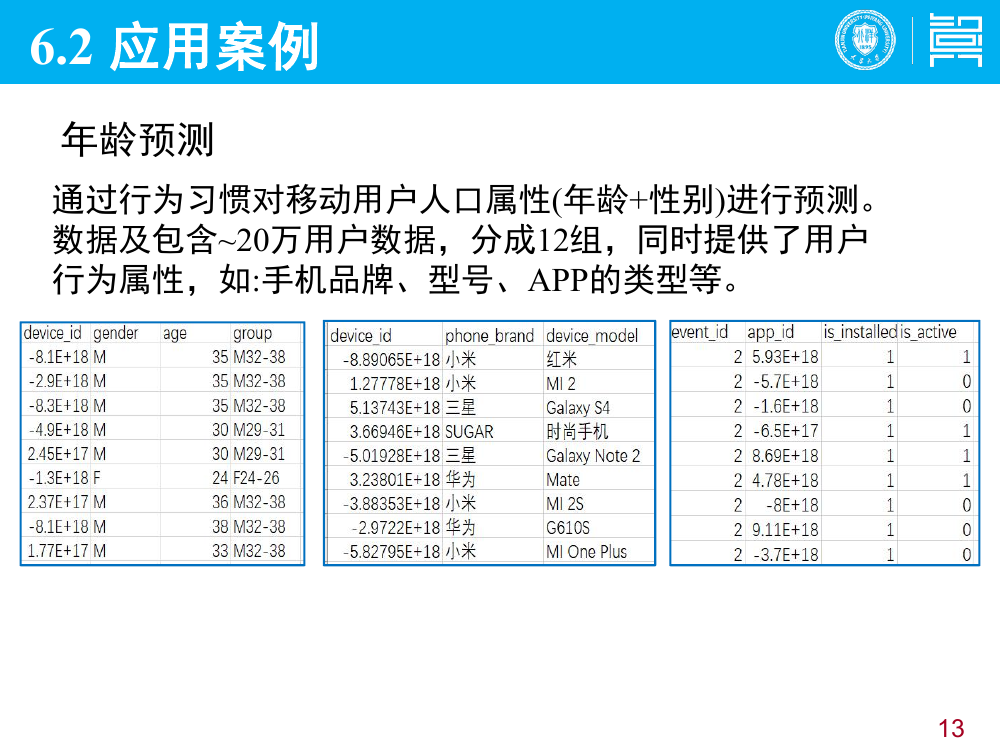 6.2 应用案例
年龄预测
通过行为习惯对移动用户人口属性(年龄+性别)进行预测。
数据及包含~20万用户数据，分成12组，同时提供了用户
行为属性，如:手机品牌、型号、APP的类型等。
device_id gender age group
-8.1E+18 M 35 M32-38
-2.9E+18 M 35 M32-38
-8.3E+18 M 35 M32-38
-4.9E+18 M 30 M29-31
2.45E+17 M 30 M29-31
-1.3E+18 F 24 F24-26
2.37E+17 M 36 M32-38
-8.1E+18 M 38 M32-38
1.77E+17 M 33 M32-38
device_id phone_brand device_model
-8.89065E+18 小米 红米
1.27778E+18 小米 MI 2
5.13743E+18 三星 Galaxy S4
3.66946E+18 SUGAR 时尚手机
-5.01928E+18 三星 Galaxy Note 2
3.23801E+18 华为 Mate
-3.88353E+18 小米 MI 2S
-2.9722E+18 华为 G610S
-5.82795E+18 小米 MI One Plus
event_id app_id is_installed is_active
2 5.93E+18 1 1
2 -5.7E+18 1 0
2 -1.6E+18 1 0
2 -6.5E+17 1 1
2 8.69E+18 1 1
2 4.78E+18 1 1
2 -8E+18 1 0
2 9.11E+18 1 0
2 -3.7E+18 1 0
13